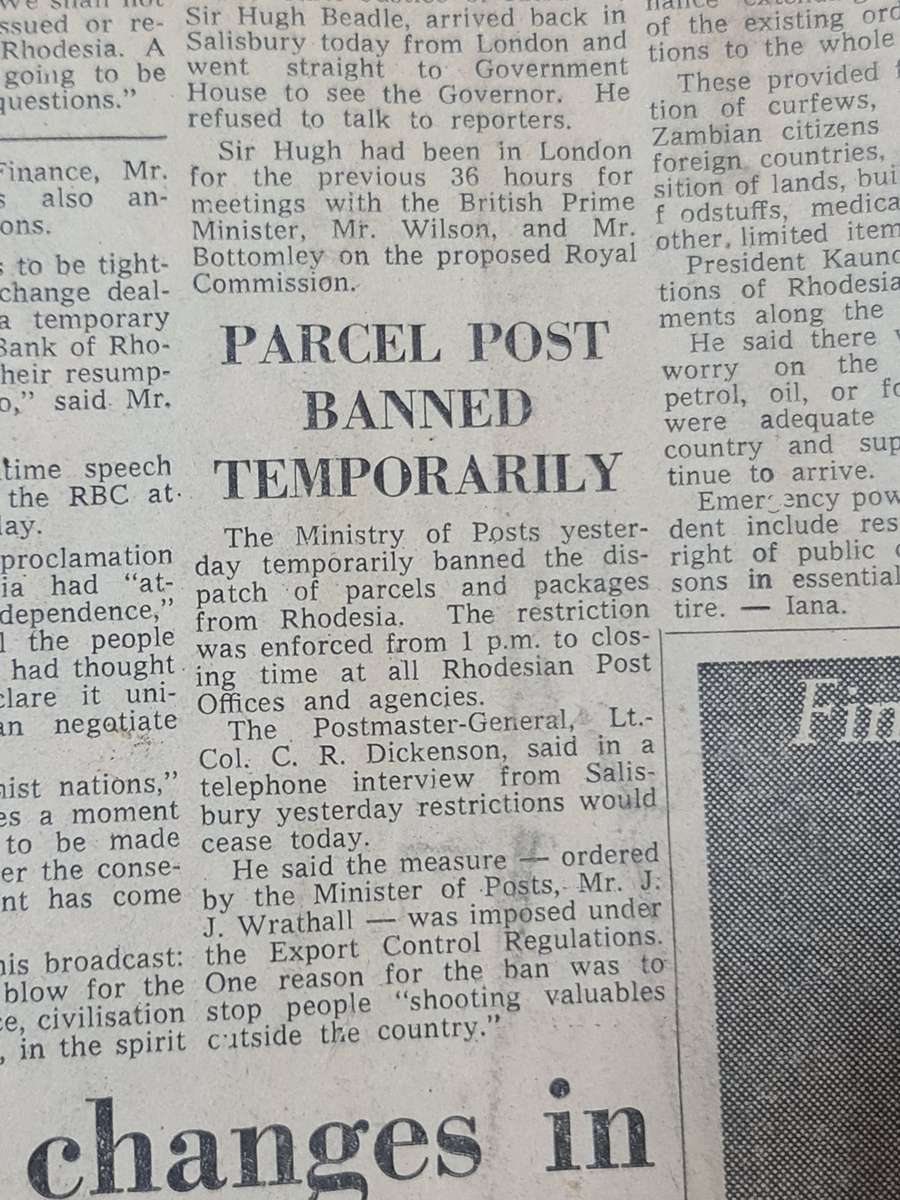 ssued or re-
Rhodesia. A
going to be
questions."
Finance, Mr.
s also an-
ons.
s to be tight-
change deal-
a temporary
Bank of Rho-
heir resump-
o," said Mr.
time speech
the RBC at
lay.
proclamation
ia had "at-
dependence,"
l the people
had thought
clare it uni-
an negotiate
nist nations,"
es a moment
to be made
er the conse-
nt has come
his broadcast:
blow for the
ce, civilisation
, in the spirit
Sir Hugh Beadle, arrived back in
Salisbury today from London and
went straight to Government
House to see the Governor. He
refused to talk to reporters.
Sir Hugh had been in London
for the previous 36 hours for
meetings with the British Prime
Minister, Mr. Wilson, and Mr.
Bottomley on the proposed Royal
Commission.
PARCEL POST
BANNED
TEMPORARILY
The Ministry of Posts yester-
day temporarily banned the dis-
patch of parcels and packages
from Rhodesia. The restriction
was enforced from 1 p.m. to clos-
ing time at all Rhodesian Post
Offices and agencies.
The Postmaster-General, Lt.-
Col. C. R. Dickenson, said in a
telephone interview from Salis-
bury yesterday restrictions would
cease today.
He said the measure — ordered
by the Minister of Posts, Mr. J.
J. Wrathall — was imposed under
the Export Control Regulations.
One reason for the ban was to
stop people "shooting valuables
outside the country."
of the existing ord
tions to the whole
These provided f
tion of curfews,
Zambian citizens
foreign countries,
sition of lands, bui
f odstuffs, medica
other, limited item
President Kaund
tions of Rhodesia
ments along the
He said there
worry on the
petrol, oil, or fo
were adequate
country and sup
tinue to arrive.
Emergency pow
dent include res
right of public
sons in essential
tire. — Iana.
Fin
changes in